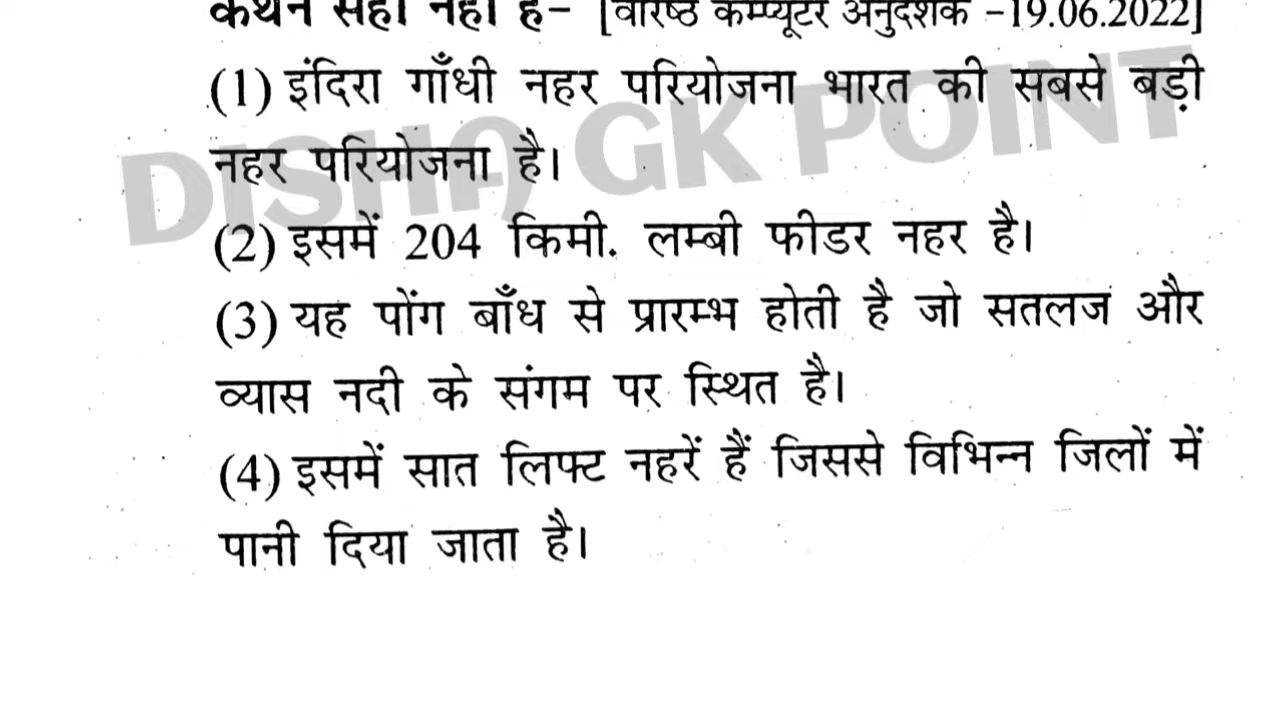 कथन सही नहीं है– [वरिष्ठ कम्प्यूटर अनुदेशक –19.06.2022]
(1) इंदिरा गाँधी नहर परियोजना भारत की सबसे बड़ी
नहर परियोजना है।
DISHA GK POINT
(2) इसमें 204 किमी. लम्बी फीडर नहर है।
(3) यह पोंग बाँध से प्रारम्भ होती है जो सतलज और
व्यास नदी के संगम पर स्थित है।
(4) इसमें सात लिफ्ट नहरें हैं जिससे विभिन्न जिलों में
पानी दिया जाता है।